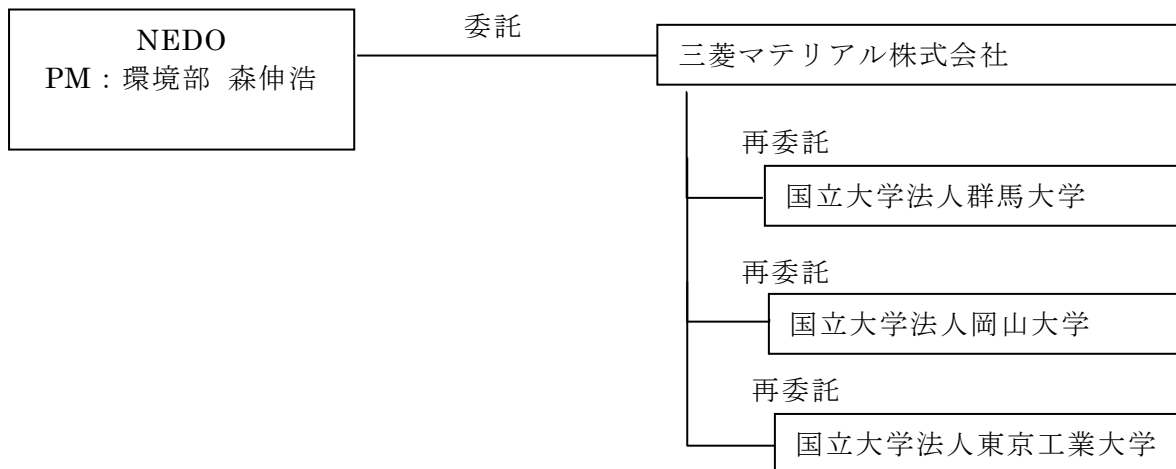 NEDO
PM：環境部 森伸浩
委託
三菱マテリアル株式会社
再委託
国立大学法人群馬大学
再委託
国立大学法人岡山大学
再委託
国立大学法人東京工業大学